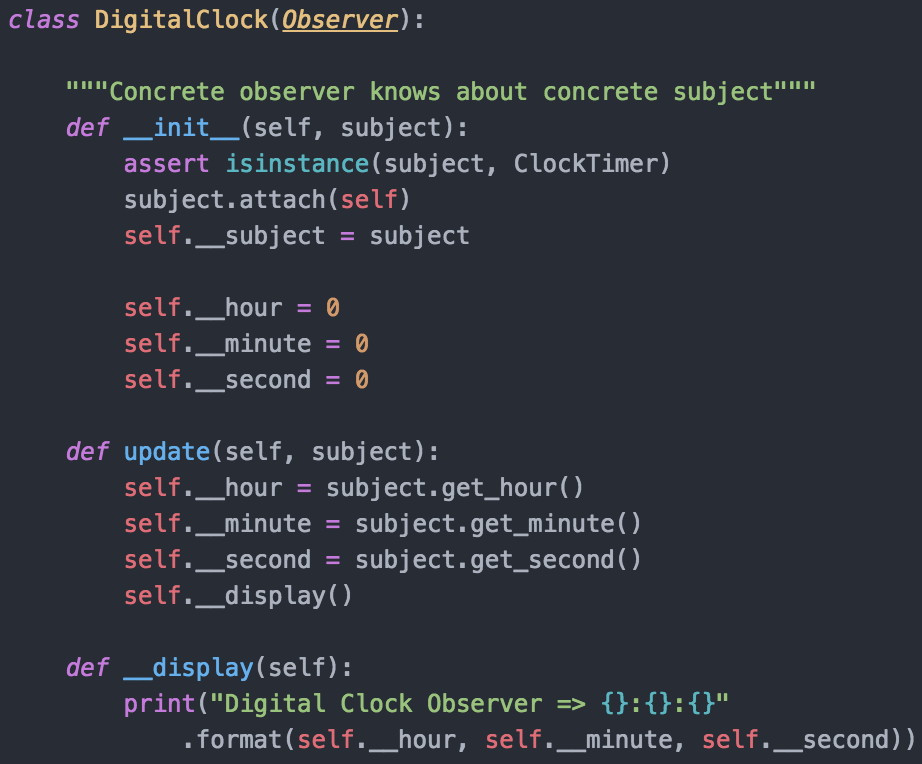 class DigitalClock(Observer):
    """Concrete observer knows about concrete subject"""
    def __init__(self, subject):
        assert isinstance(subject, ClockTimer)
        subject.attach(self)
        self.__subject = subject
        self.__hour = 0
        self.__minute = 0
        self.__second = 0
    def update(self, subject):
        self.__hour = subject.get_hour()
        self.__minute = subject.get_minute()
        self.__second = subject.get_second()
        self.__display()
    def __display(self):
        print("Digital Clock Observer => {}:{}:{}"
            .format(self.__hour, self.__minute, self.__second))